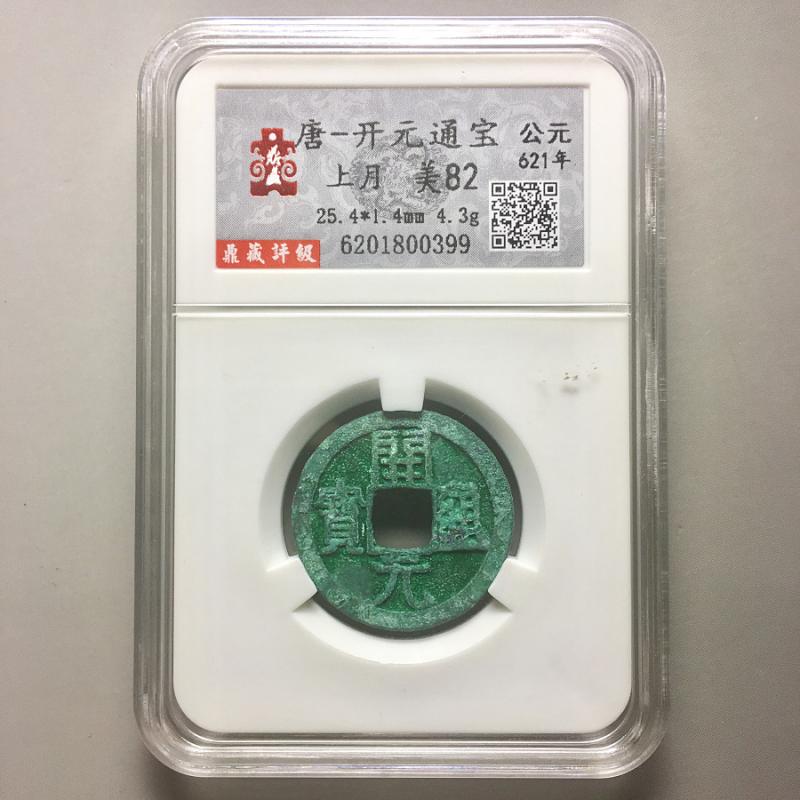 唐-开元通宝 公元
621年
上月 美82
25.4*1.4mm 4.3g
鼎藏評級 6201800399
開
寶 通
元